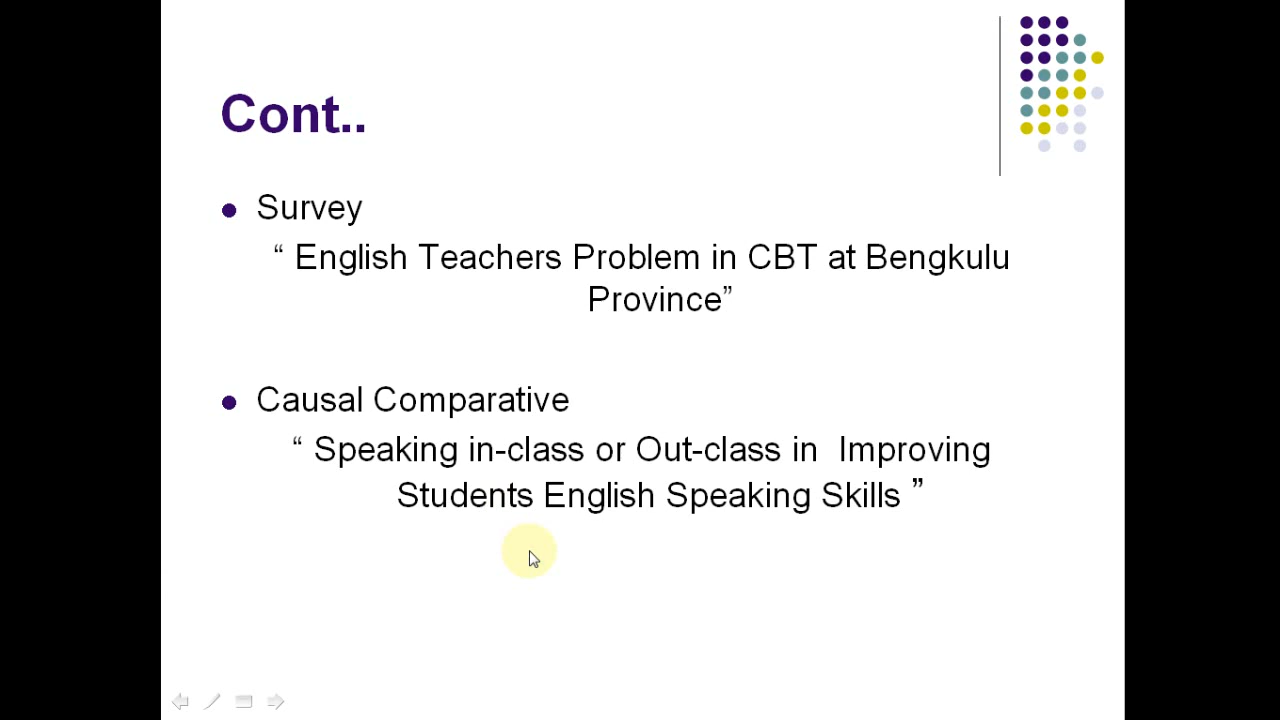 Cont..
Survey
“ English Teachers Problem in CBT at Bengkulu
Province”
Causal Comparative
“ Speaking in-class or Out-class in  Improving
Students English Speaking Skills ”